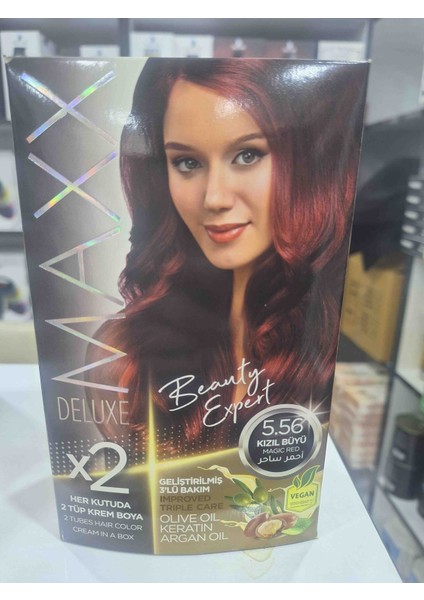 MAXX
DELUXE
Beauty
Expert
5.56
KIZIL BÜYÜ
MAGIC RED
أحمر ساحر
x2
HER KUTUDA
2 TÜP KREM BOYA
2 TUBES HAIR COLOR
CREAM IN A BOX
GELİŞTİRİLMİŞ
3'LÜ BAKIM
IMPROVED
TRIPLE CARE
OLIVE OIL
KERATIN
ARGAN OIL
VEGAN